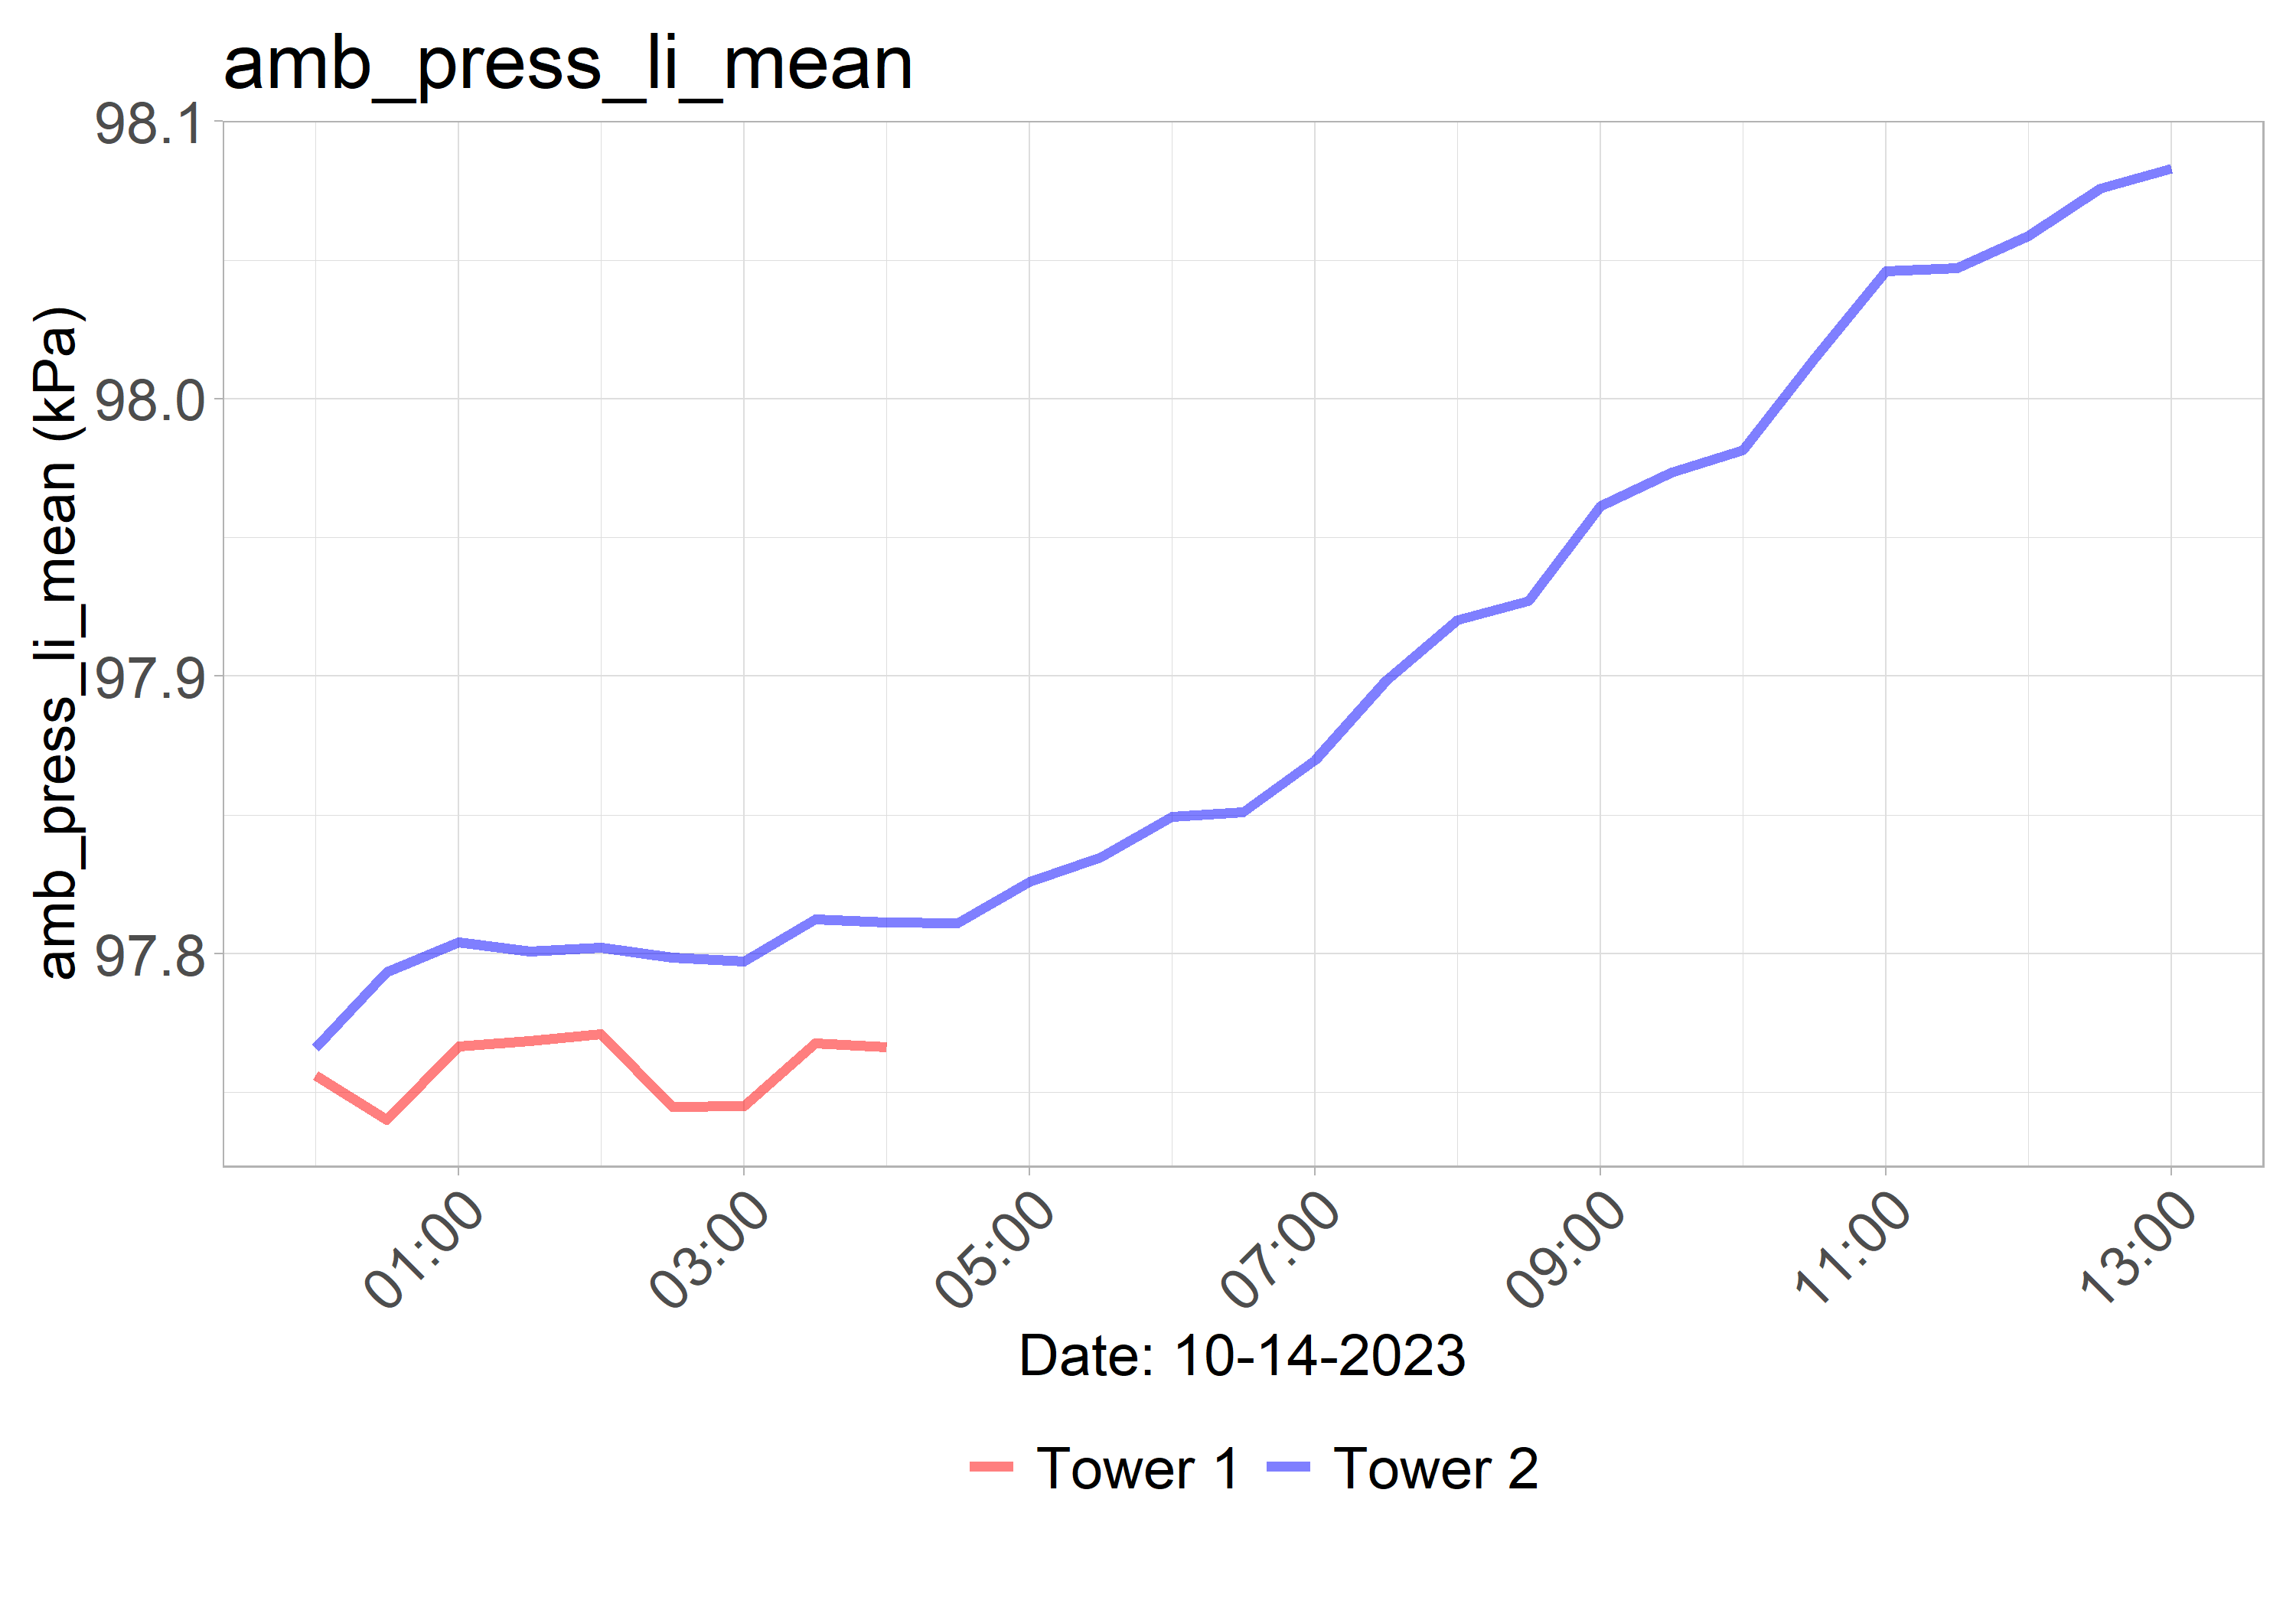 amb_press_li_mean
amb_press_li_mean (kPa)
98.1
98.0
97.9
97.8
01:00
03:00
05:00
07:00
09:00
11:00
13:00
Date: 10-14-2023
Tower 1
Tower 2